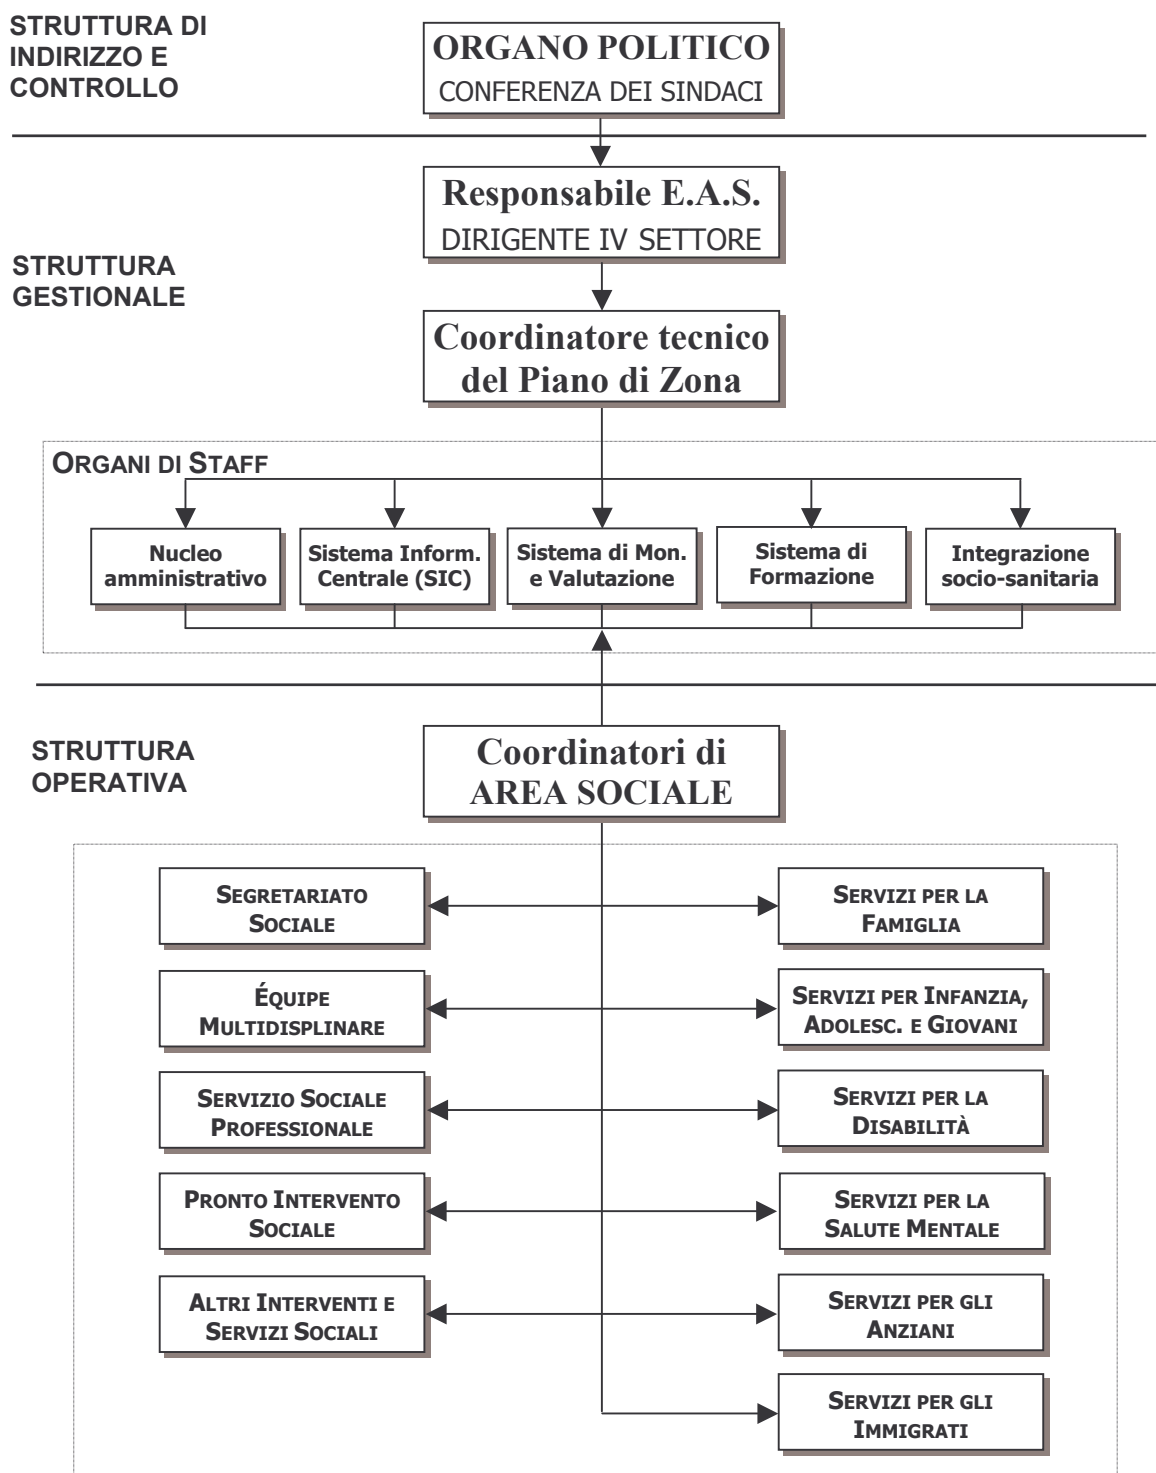 STRUTTURA DI
INDIRIZZO E
CONTROLLO
ORGANO POLITICO
CONFERENZA DEI SINDACI
Responsabile E.A.S.
DIRIGENTE IV SETTORE
STRUTTURA
GESTIONALE
Coordinatore tecnico
del Piano di Zona
ORGANI DI STAFF
Nucleo
amministrativo
Sistema Inform.
Centrale (SIC)
Sistema di Mon.
e Valutazione
Sistema di
Formazione
Integrazione
socio-sanitaria
STRUTTURA
OPERATIVA
Coordinatori di
AREA SOCIALE
SEGRETARIATO
SOCIALE
SERVIZI PER LA
FAMIGLIA
ÉQUIPE
MULTIDISPLINARE
SERVIZI PER INFANZIA,
ADOLESC. E GIOVANI
SERVIZIO SOCIALE
PROFESSIONALE
SERVIZI PER LA
DISABILITÀ
PRONTO INTERVENTO
SOCIALE
SERVIZI PER LA
SALUTE MENTALE
ALTRI INTERVENTI E
SERVIZI SOCIALI
SERVIZI PER GLI
ANZIANI
SERVIZI PER GLI
IMMIGRATI